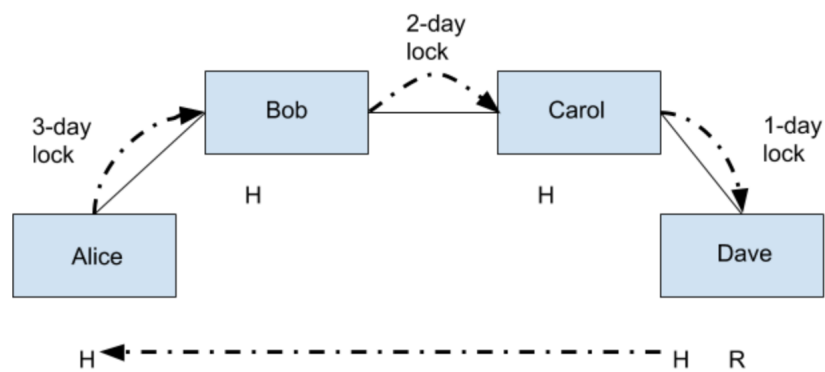 2-day
lock
3-day
lock
Bob
Carol
1-day
lock
H
H
Alice
Dave
H
H
R